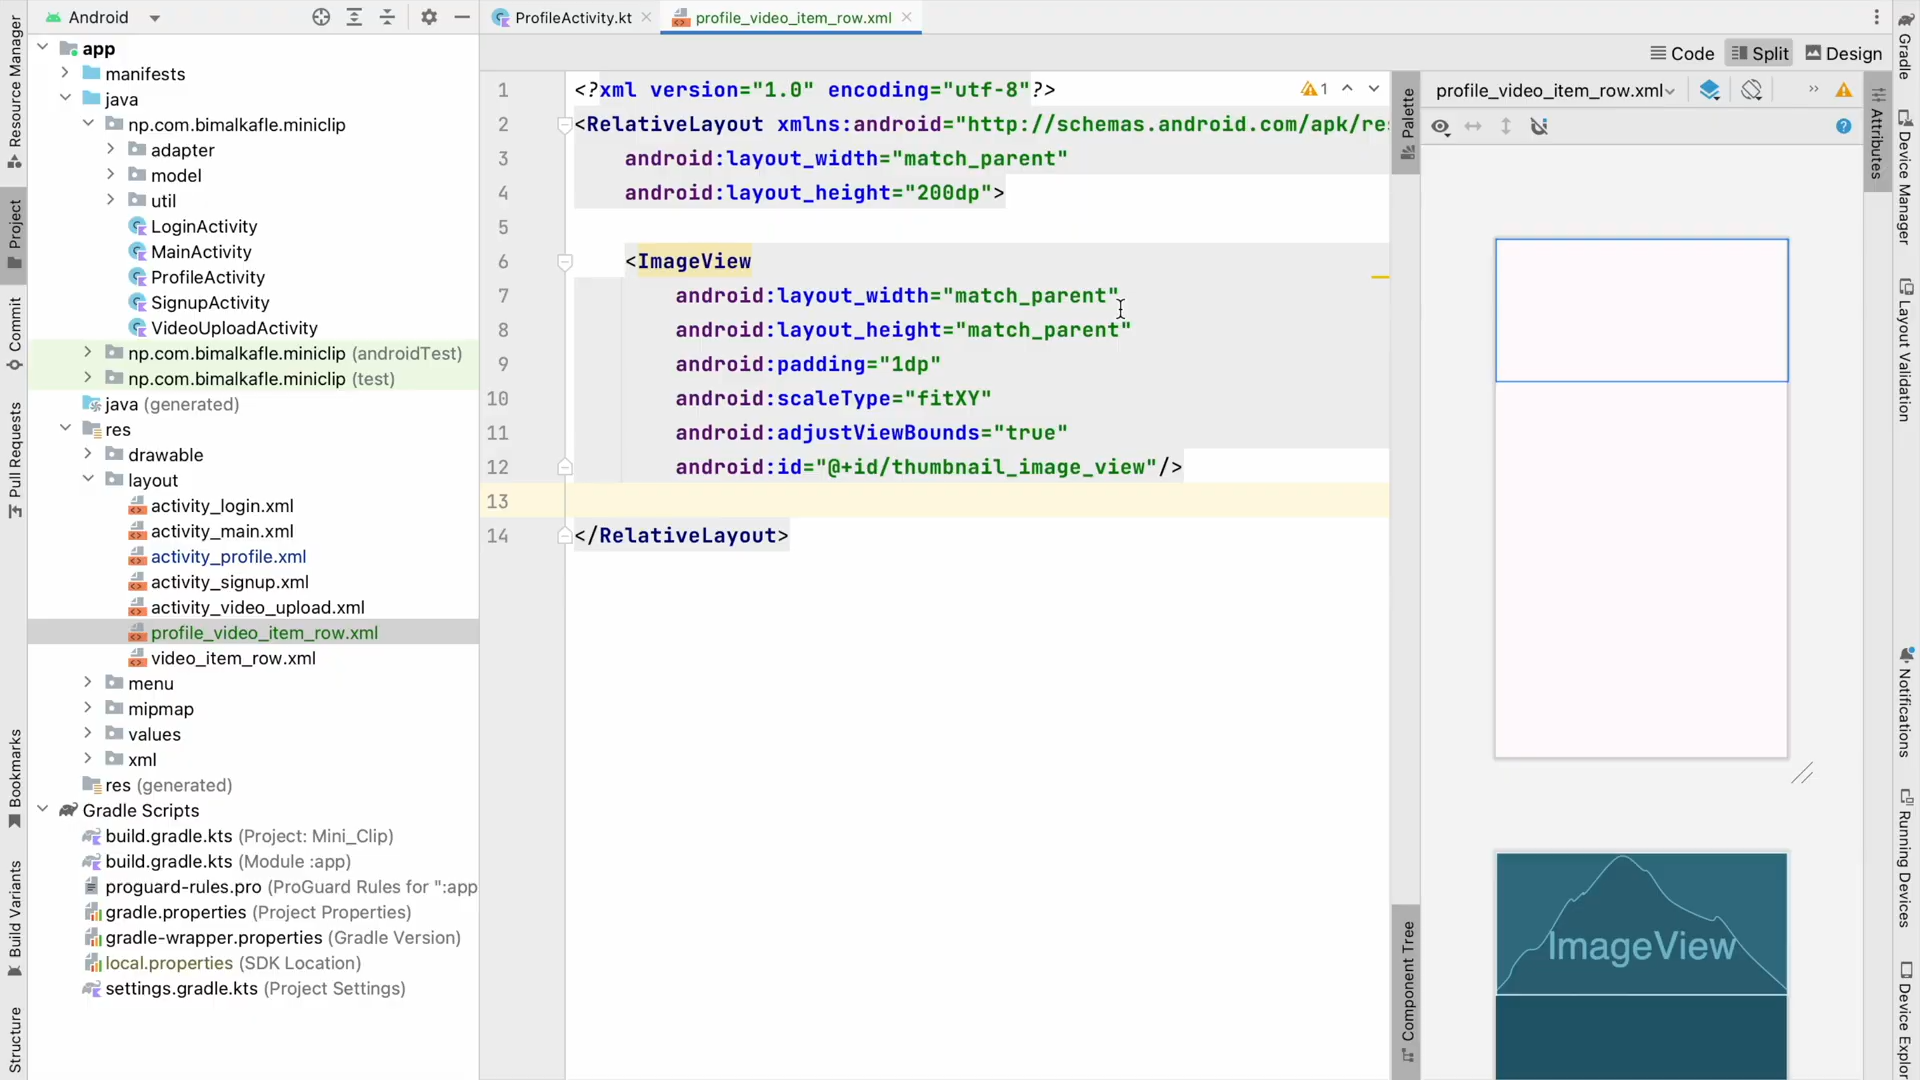 Android
ProfileActivity.kt
profile_video_item_row.xml
Code
Split
Design
Resource Manager
Project
Commit
Pull Requests
Bookmarks
Build Variants
Structure
app
manifests
java
np.com.bimalkafle.miniclip
adapter
model
util
LoginActivity
MainActivity
ProfileActivity
SignupActivity
VideoUploadActivity
np.com.bimalkafle.miniclip (androidTest)
np.com.bimalkafle.miniclip (test)
java (generated)
res
drawable
layout
activity_login.xml
activity_main.xml
activity_profile.xml
activity_signup.xml
activity_video_upload.xml
profile_video_item_row.xml
video_item_row.xml
menu
mipmap
values
xml
res (generated)
Gradle Scripts
build.gradle.kts (Project: Mini_Clip)
build.gradle.kts (Module :app)
proguard-rules.pro (ProGuard Rules for ":app
gradle.properties (Project Properties)
gradle-wrapper.properties (Gradle Version)
local.properties (SDK Location)
settings.gradle.kts (Project Settings)
1 <?xml version="1.0" encoding="utf-8"?>
1
2 <RelativeLayout xmlns:android="http://schemas.android.com/apk/re
3 android:layout_width="match_parent"
4 android:layout_height="200dp">
5
6 <ImageView
7 android:layout_width="match_parent"
8 android:layout_height="match_parent"
9 android:padding="1dp"
10 android:scaleType="fitXY"
11 android:adjustViewBounds="true"
12 android:id="@+id/thumbnail_image_view"/>
13
14 </RelativeLayout>
Palette
Component Tree
profile_video_item_row.xml
ImageView
Attributes
Gradle
Device Manager
Layout Validation
Notifications
Running Devices
Device Explor